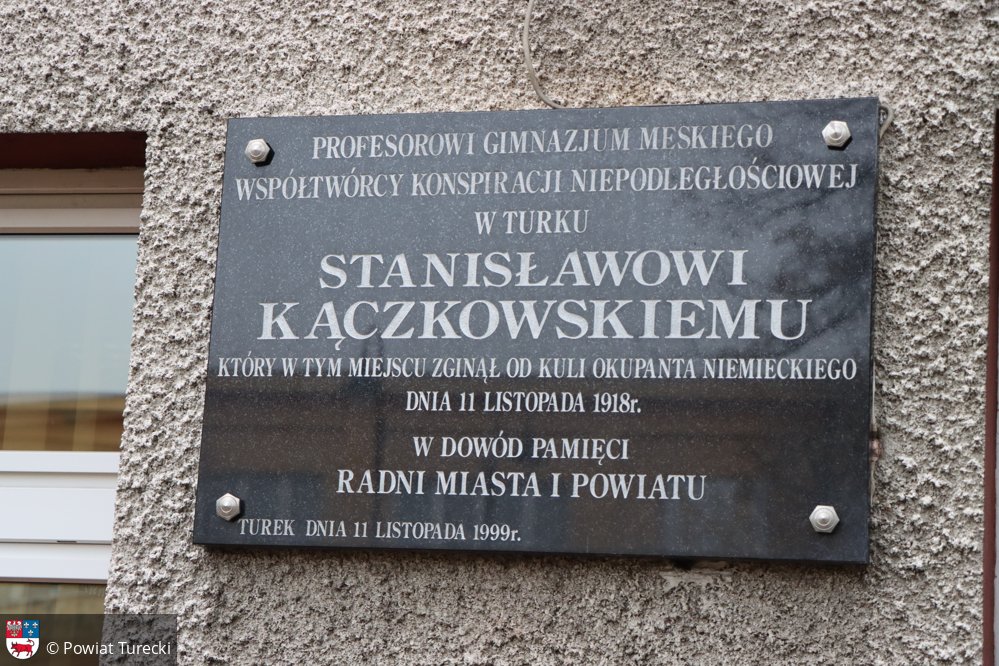 PROFESOROWI GIMNAZJUM MESKIEGO
WSPÓŁTWÓRCY KONSPIRACJI NIEPODLEGŁOŚCIOWEJ
W TURKU
STANISŁAWOWI
KĄCZKOWSKIEMU
KTÓRY W TYM MIEJSCU ZGINĄŁ OD KULI OKUPANTA NIEMIECKIEGO
DNIA 11 LISTOPADA 1918r.
W DOWÓD PAMIĘCI
RADNI MIASTA I POWIATU
TUREK DNIA 11 LISTOPADA 1999r.
© Powiat Turecki